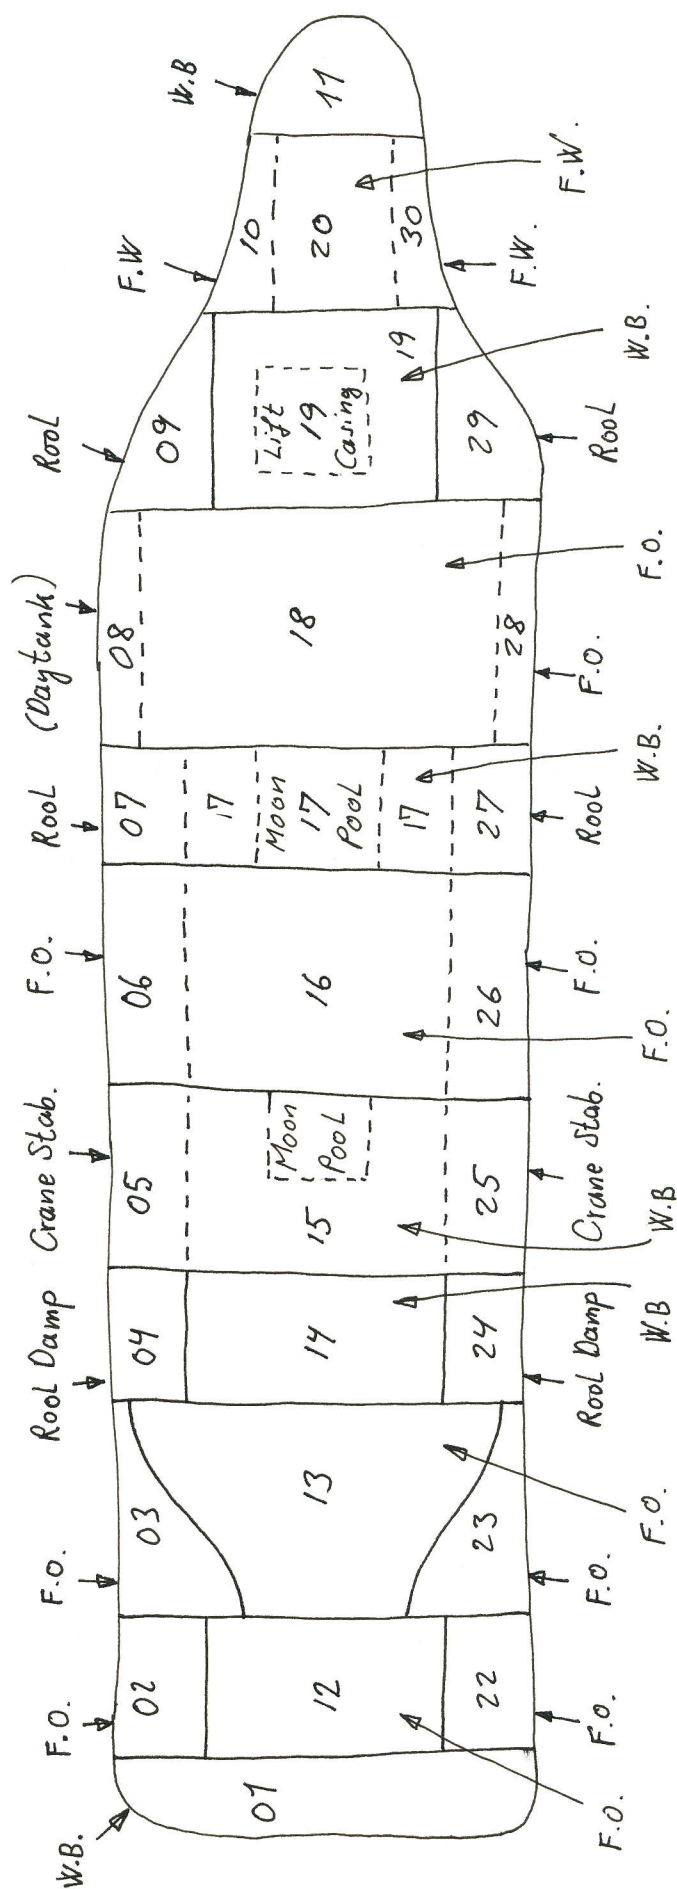 W.B. F.O. F.O. Rool Damp Crane Stab. F.O. Rool (Daytank) Rool F.W W.B
02 03 04 05 06 07 08 09 10
17
Moon Moon Lift
01 12 13 14 15 16 17 18 19 20 11
Pool Pool Casing
17 19
22 23 24 25 26 27 28 29 30
F.O. F.O. Rool Damp Crane Stab. F.O. Rool F.O. Rool F.W.
F.O. F.O. W.B W.B F.O. W.B. F.O. W.B. F.W.